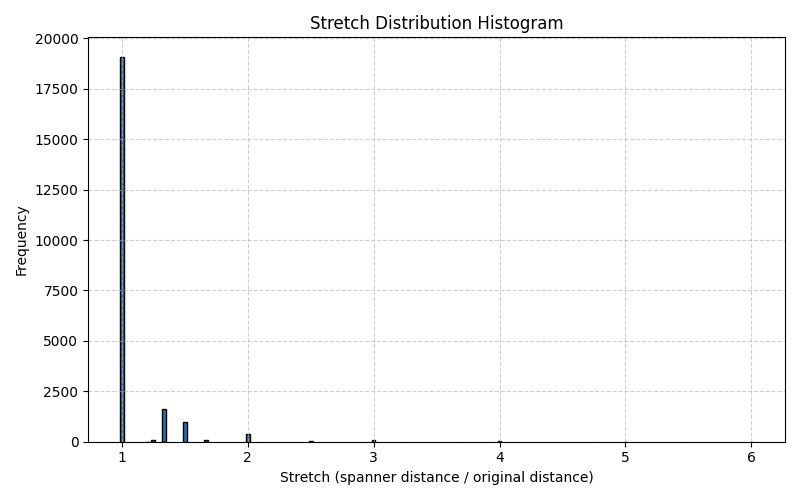 Stretch Distribution Histogram
20000
17500
15000
12500
10000
7500
5000
2500
0
Frequency
1 2 3 4 5 6
Stretch (spanner distance / original distance)